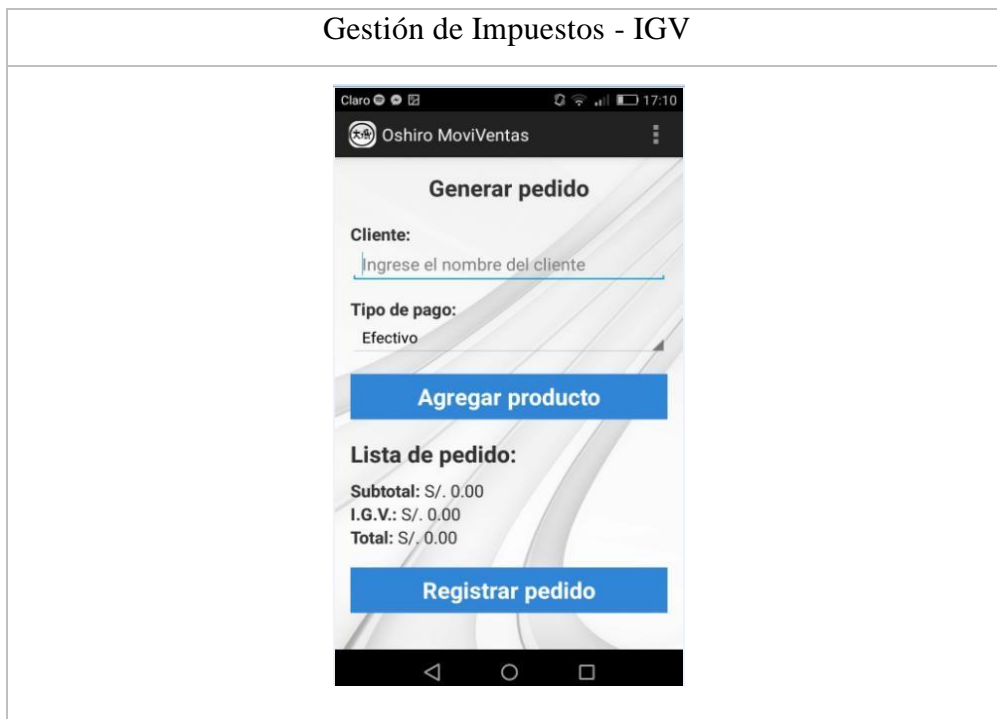 Gestión de Impuestos - IGV
Claro 17:10
Oshiro MoviVentas
Generar pedido
Cliente:
Ingrese el nombre del cliente
Tipo de pago:
Efectivo
Agregar producto
Lista de pedido:
Subtotal: S/. 0.00
I.G.V.: S/. 0.00
Total: S/. 0.00
Registrar pedido